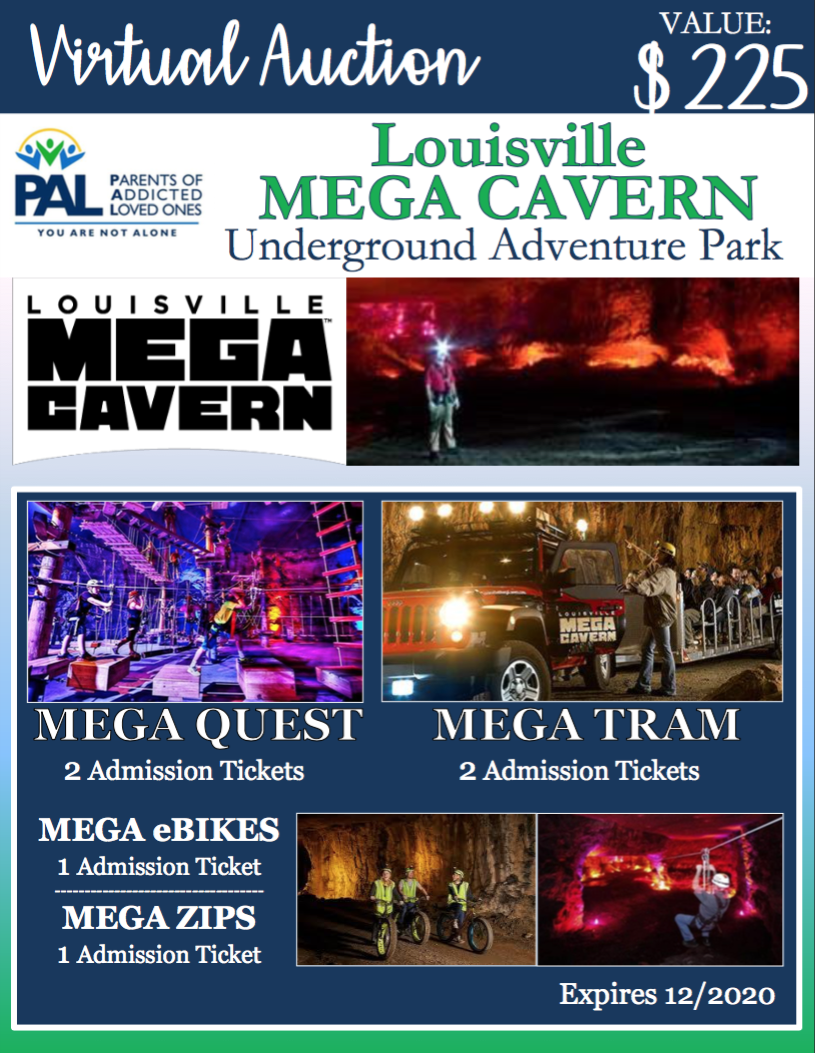 Virtual Auction
VALUE:
$225
PAL
PARENTS OF
ADDICTED
LOVED ONES
YOU ARE NOT ALONE
Louisville
MEGA CAVERN
Underground Adventure Park
LOUISVILLE
MEGA™
CAVERN
Jeep
LOUISVILLE
MEGA
CAVERN
MEGA QUEST
2 Admission Tickets
MEGA TRAM
2 Admission Tickets
MEGA eBIKES
1 Admission Ticket
----------------------------------
MEGA ZIPS
1 Admission Ticket
Expires 12/2020